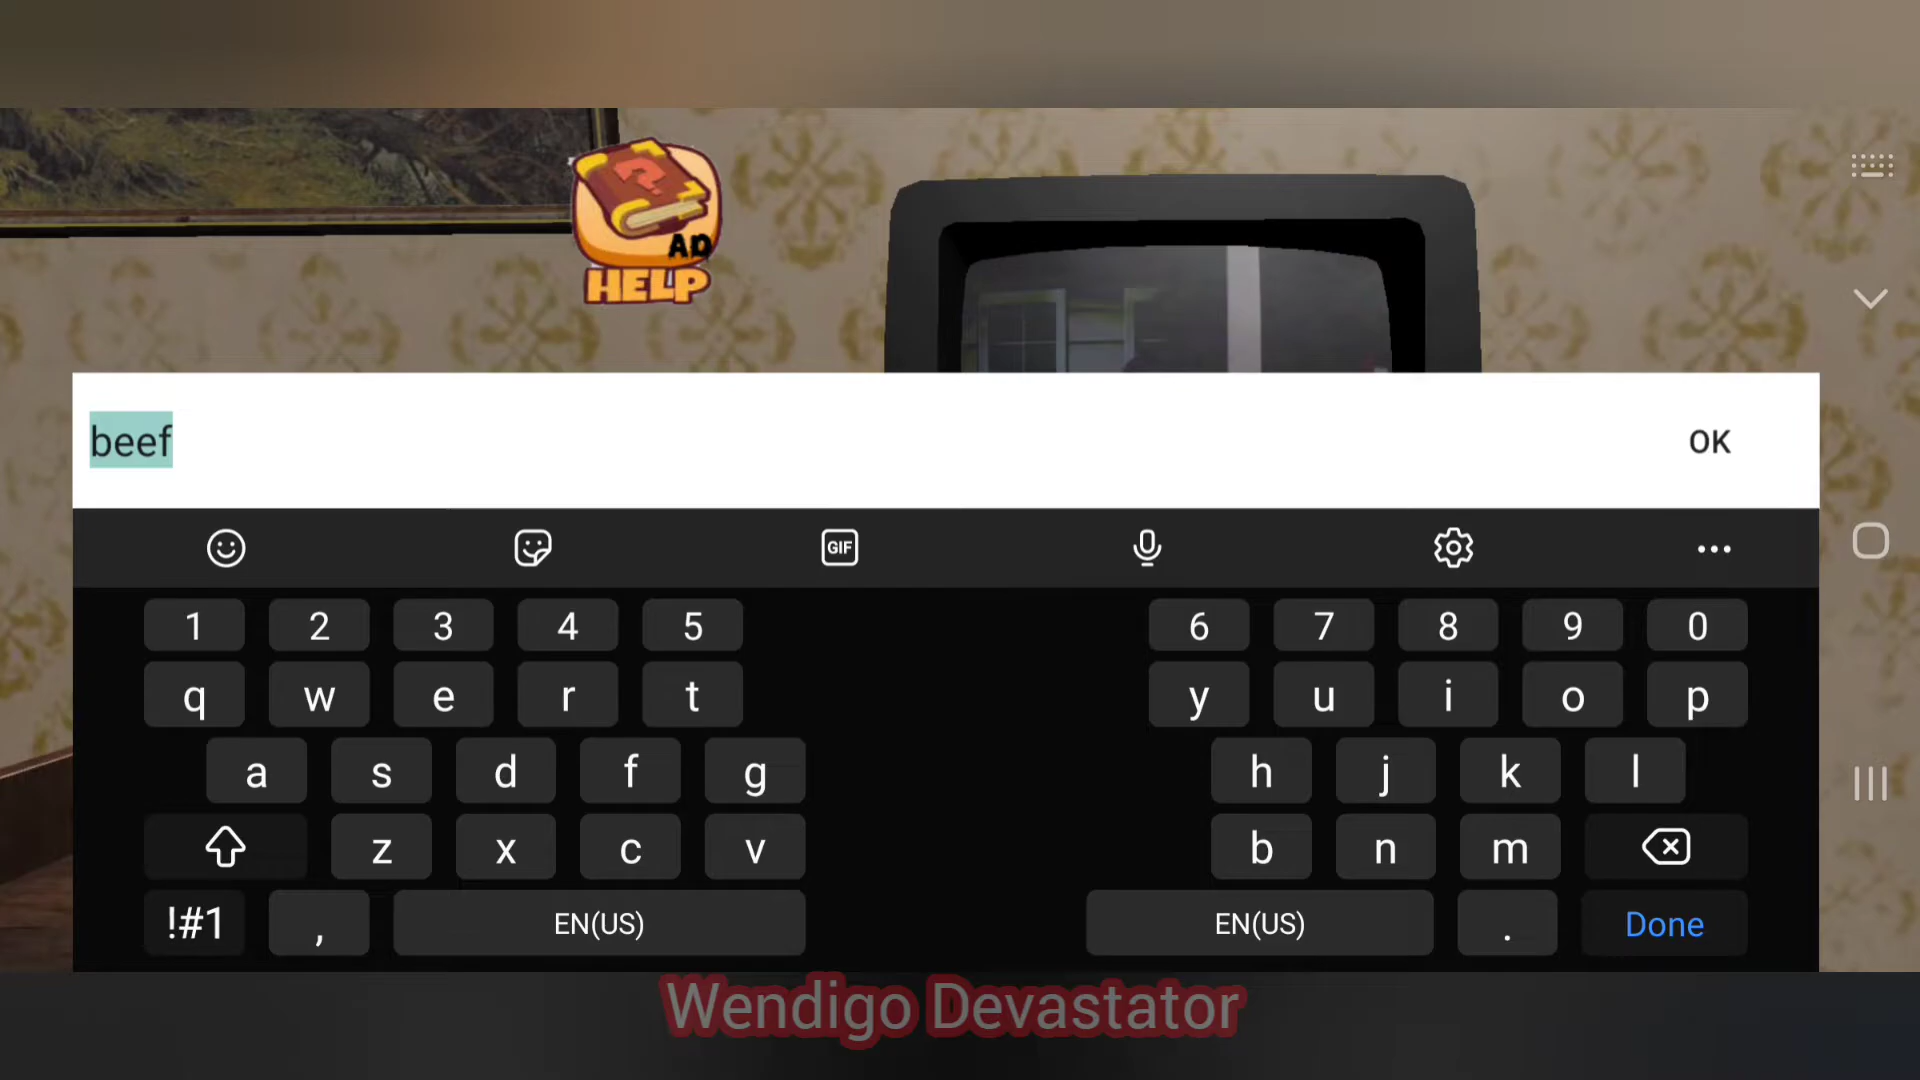 ?
AD
HELP
beef
OK
GIF
1 2 3 4 5 6 7 8 9 0
q w e r t y u i o p
a s d f g h j k l
z x c v b n m
!#1 , EN(US) EN(US) . Done
Wendigo Devastator